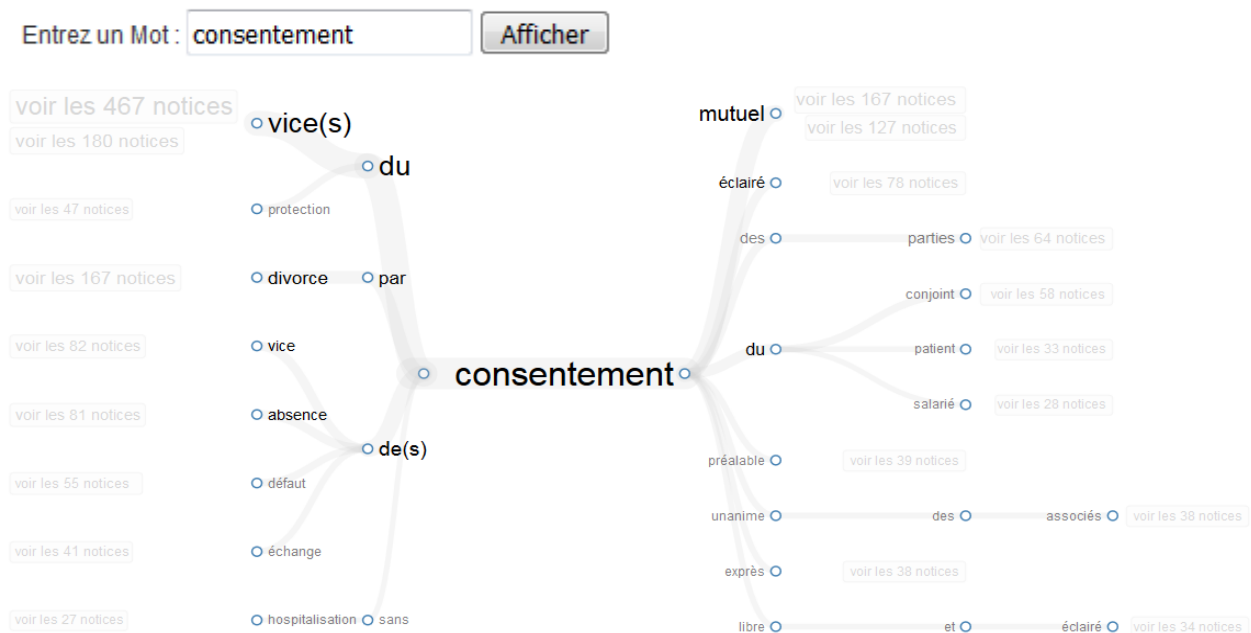 Entrez un Mot : consentement Afficher
voir les 467 notices
voir les 180 notices
vice(s)
du
voir les 47 notices
protection
voir les 167 notices
divorce
par
voir les 82 notices
vice
voir les 81 notices
absence
de(s)
voir les 55 notices
défaut
voir les 41 notices
échange
voir les 27 notices
hospitalisation
sans
consentement
mutuel
voir les 167 notices
voir les 127 notices
éclairé
voir les 78 notices
des
parties
voir les 64 notices
du
conjoint
voir les 58 notices
patient
voir les 33 notices
salarié
voir les 28 notices
préalable
voir les 39 notices
unanime
des
associés
voir les 38 notices
exprès
voir les 38 notices
libre
et
éclairé
voir les 34 notices